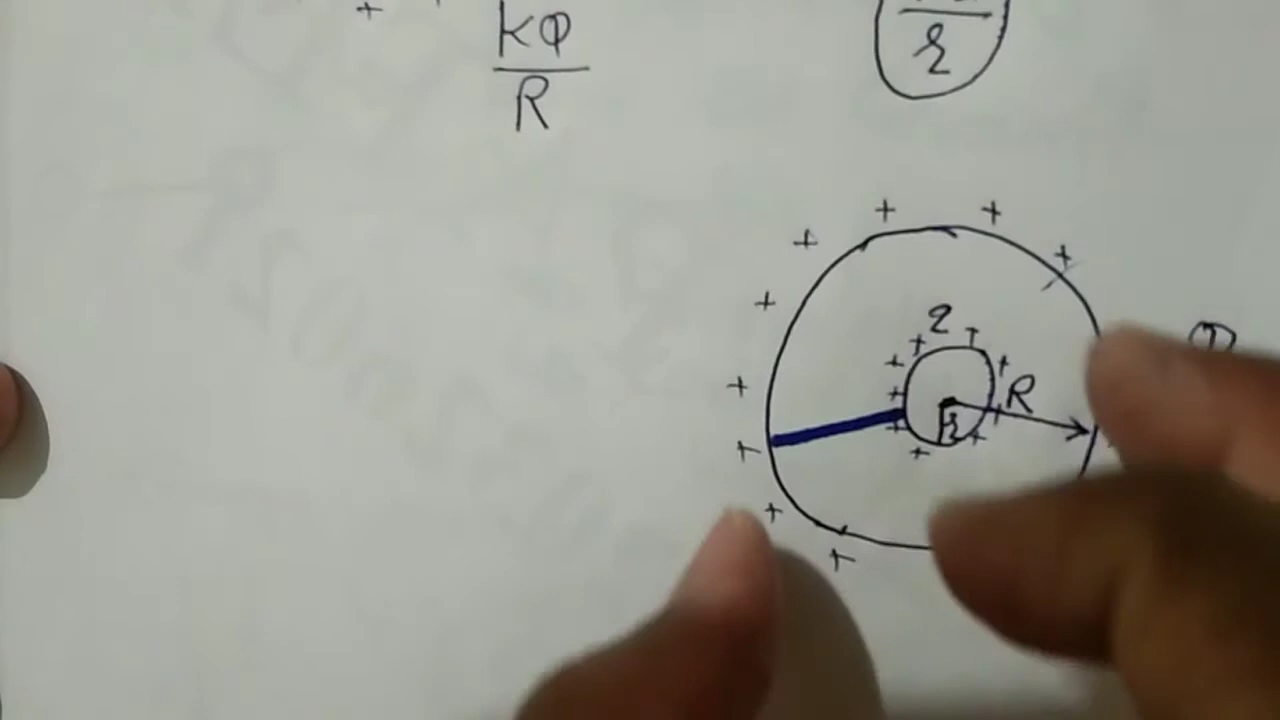 +
kQ
R
r
+ +
+ +
+
q
+ + +
+ +
+ R
+ +
+ r +
+ +
+
+